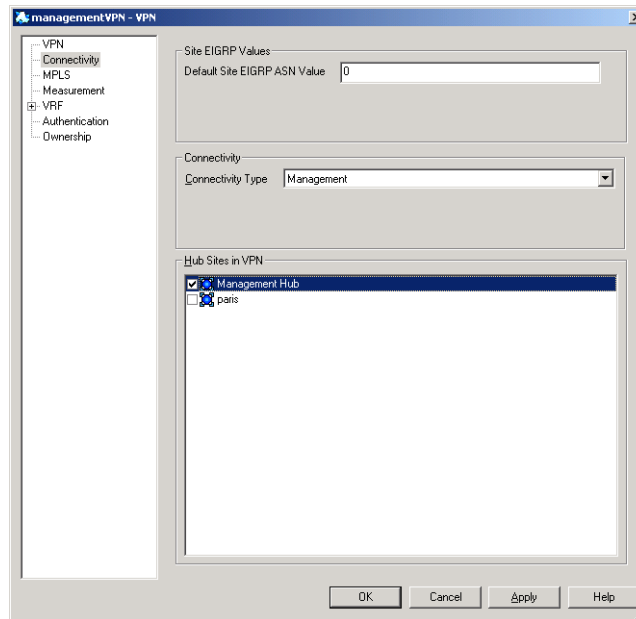 managementVPN - VPN
VPN
Connectivity
MPLS
Measurement
VRF
Authentication
Ownership
Site EIGRP Values
Default Site EIGRP ASN Value 0
Connectivity
Connectivity Type Management
Hub Sites in VPN
Management Hub
paris
OK Cancel Apply Help